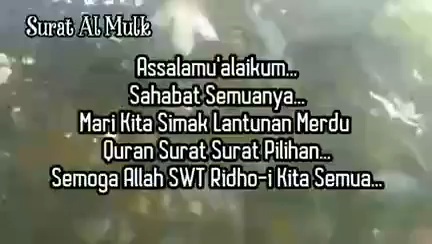 Surat Al Mulk
Assalamu'alaikum...
Sahabat Semuanya...
Mari Kita Simak Lantunan Merdu
Quran Surat Surat Pilihan...
Semoga Allah SWT Ridho-i Kita Semua...